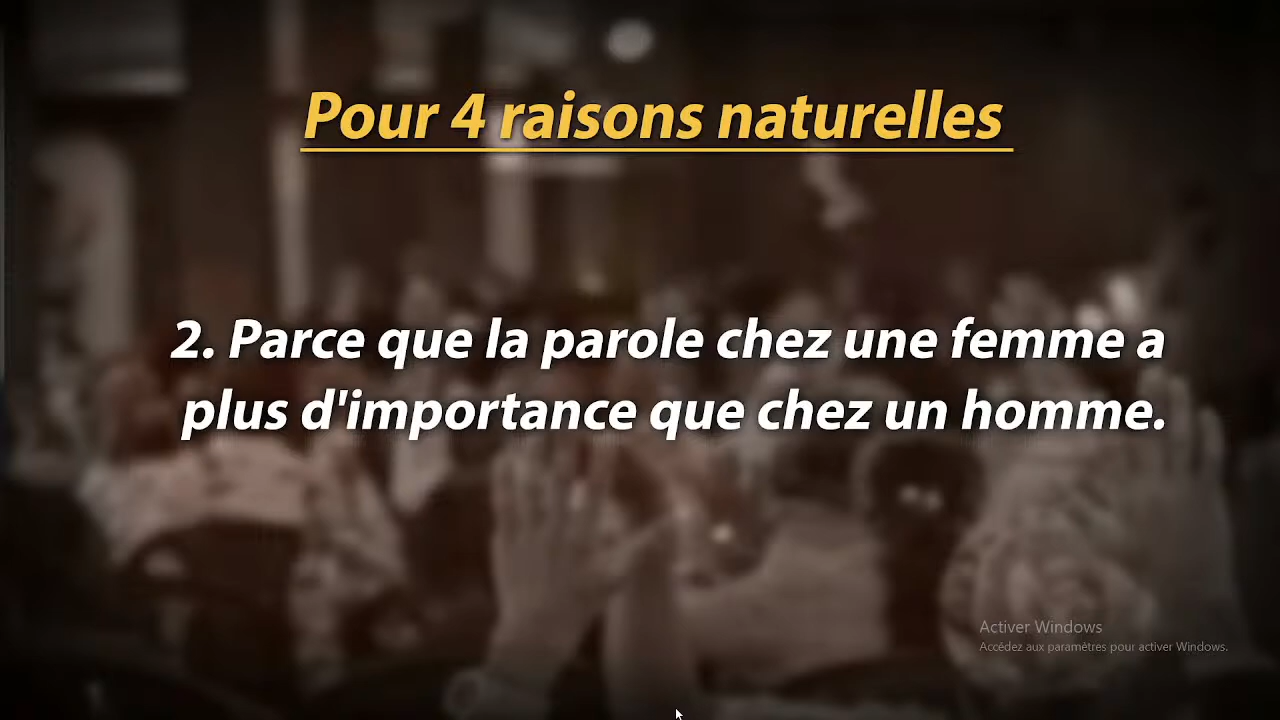 Pour 4 raisons naturelles
2. Parce que la parole chez une femme a
plus d'importance que chez un homme.
Activer Windows
Accédez aux paramètres pour activer Windows.